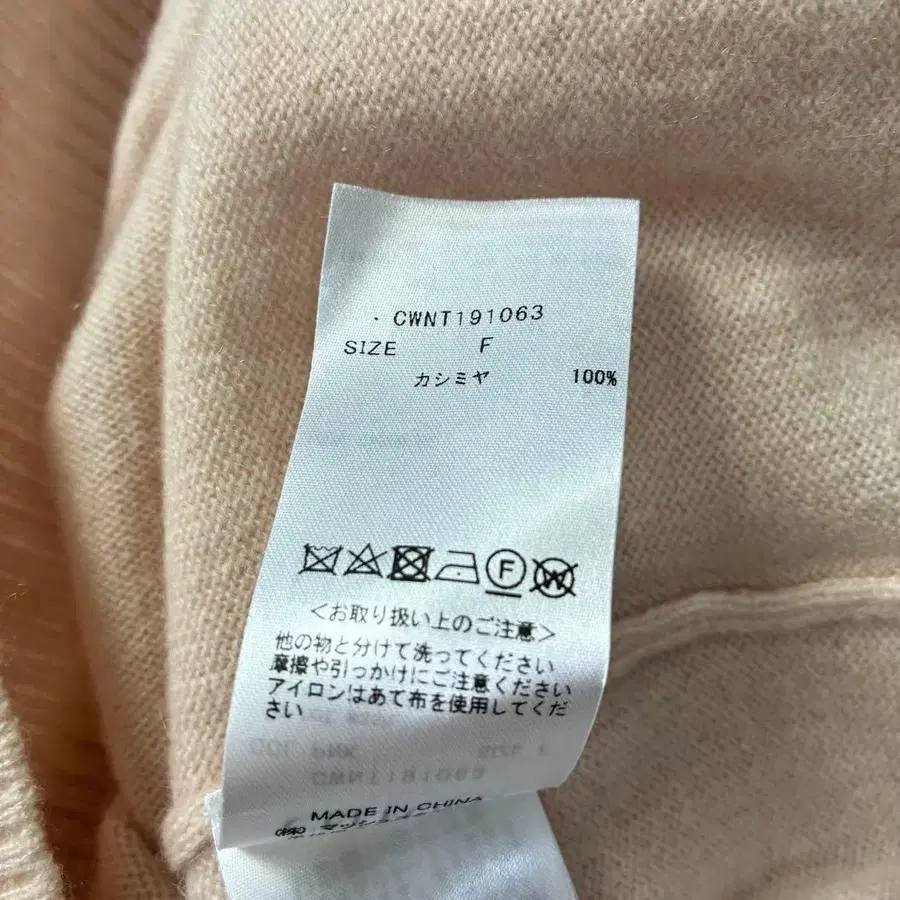 CWNT191063
SIZE F
カシミヤ 100%
F W
<お取り扱い上のご注意>
他の物と分けて洗ってください
摩擦や引っかけにご注意ください
アイロンはあて布を使用してくだ
さい
MADE IN CHINA